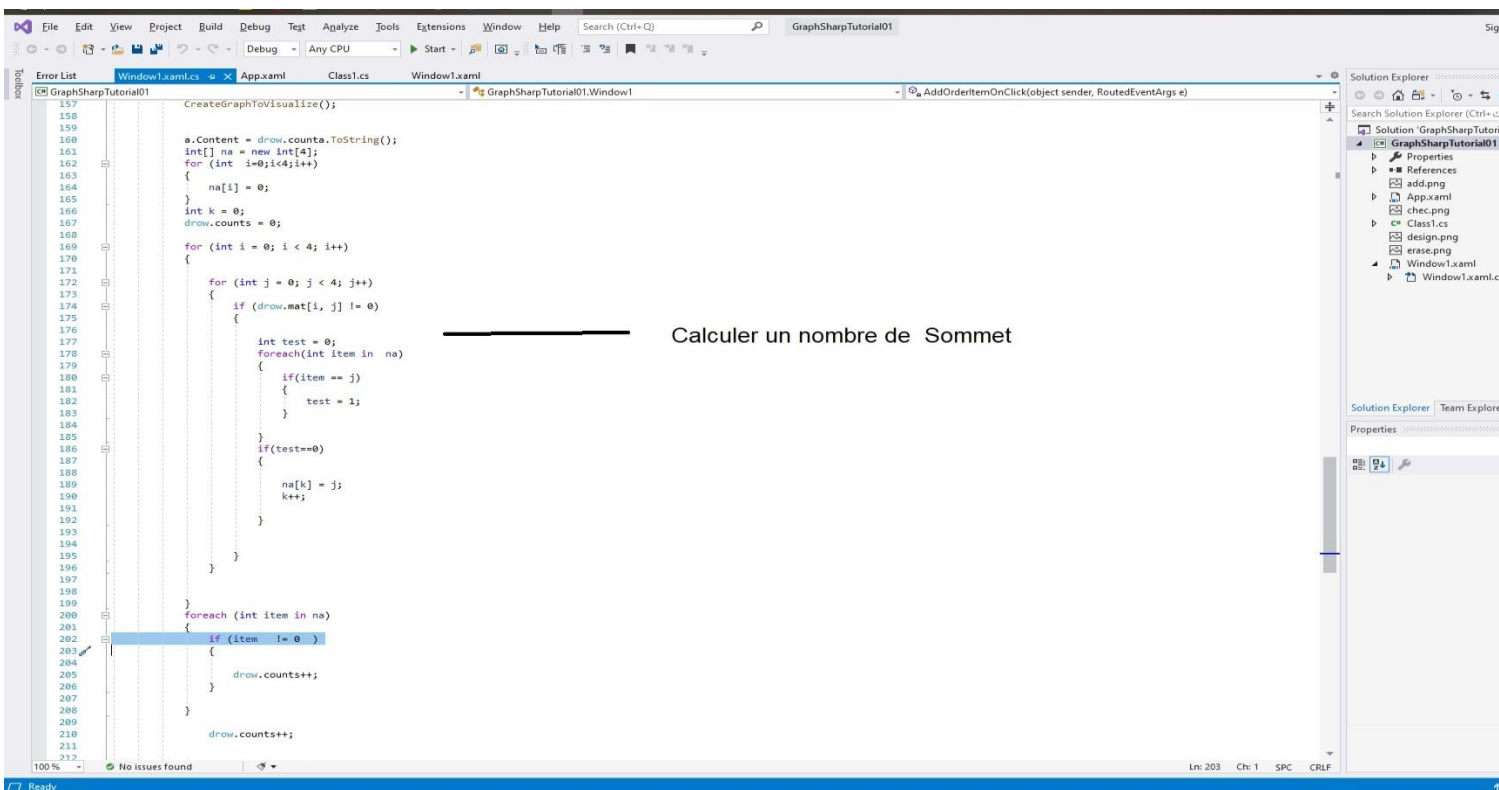 File Edit View Project Build Debug Test Analyze Tools Extensions Window Help Search (Ctrl+Q) GraphSharpTutorial01
Debug Any CPU Start
Toolbox
Error List Window1.xaml.cs App.xaml Class1.cs Window1.xaml
GraphSharpTutorial01 GraphSharpTutorial01.Window1 AddOrderItemOnClick(object sender, RoutedEventArgs e)
157 CreateGraphToVisualize();
158
159
160 a.Content = drow.counta.ToString();
161 int[] na = new int[4];
162 for (int i=0;i<4;i++)
163 {
164 na[i] = 0;
165 }
166 int k = 0;
167 drow.counts = 0;
168
169 for (int i = 0; i < 4; i++)
170 {
171
172 for (int j = 0; j < 4; j++)
173 {
174 if (drow.mat[i, j] != 0)
175 {
176
177 int test = 0;
178 foreach(int item in na)
179 {
180 if(item == j)
181 {
182 test = 1;
183 }
184
185 }
186 if(test==0)
187 {
188
189 na[k] = j;
190 k++;
191
192 }
193
194
195 }
196 }
197
198
199 }
200 foreach (int item in na)
201 {
202 if (item != 0 )
203 {
204
205 drow.counts++;
206 }
207
208 }
209
210 drow.counts++;
211
212
Calculer un nombre de Sommet
100 % No issues found Ln: 203 Ch: 1 SPC CRLF
Ready
Sig
Solution Explorer
Search Solution Explorer (Ctrl+
Solution 'GraphSharpTutori
GraphSharpTutorial01
Properties
References
add.png
App.xaml
chec.png
C# Class1.cs
design.png
erase.png
Window1.xaml
Window1.xaml.c
Solution Explorer Team Explore
Properties